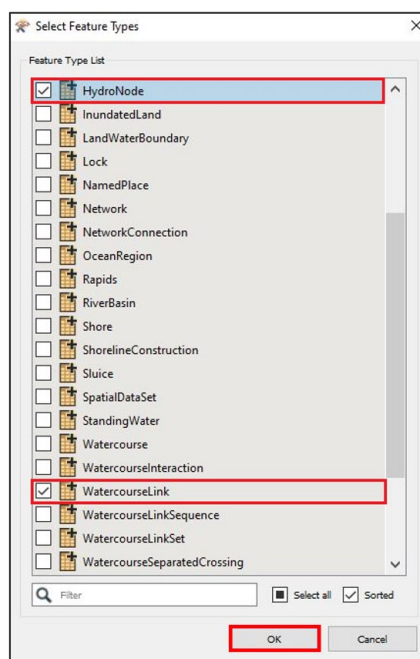 Select Feature Types
Feature Type List
HydroNode
InundatedLand
LandWaterBoundary
Lock
NamedPlace
Network
NetworkConnection
OceanRegion
Rapids
RiverBasin
Shore
ShorelineConstruction
Sluice
SpatialDataSet
StandingWater
Watercourse
WatercourseInteraction
WatercourseLink
WatercourseLinkSequence
WatercourseLinkSet
WatercourseSeparatedCrossing
Filter Select all Sorted
OK Cancel